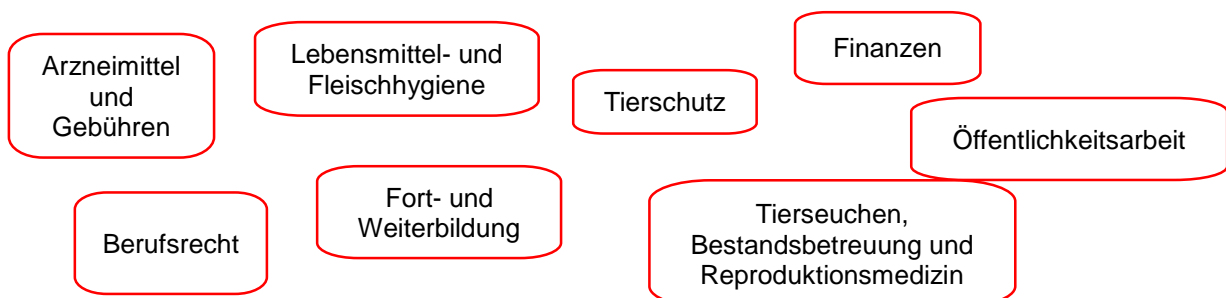 Arzneimittel
und
Gebühren
Lebensmittel- und
Fleischhygiene
Tierschutz
Finanzen
Öffentlichkeitsarbeit
Berufsrecht
Fort- und
Weiterbildung
Tierseuchen,
Bestandsbetreuung und
Reproduktionsmedizin